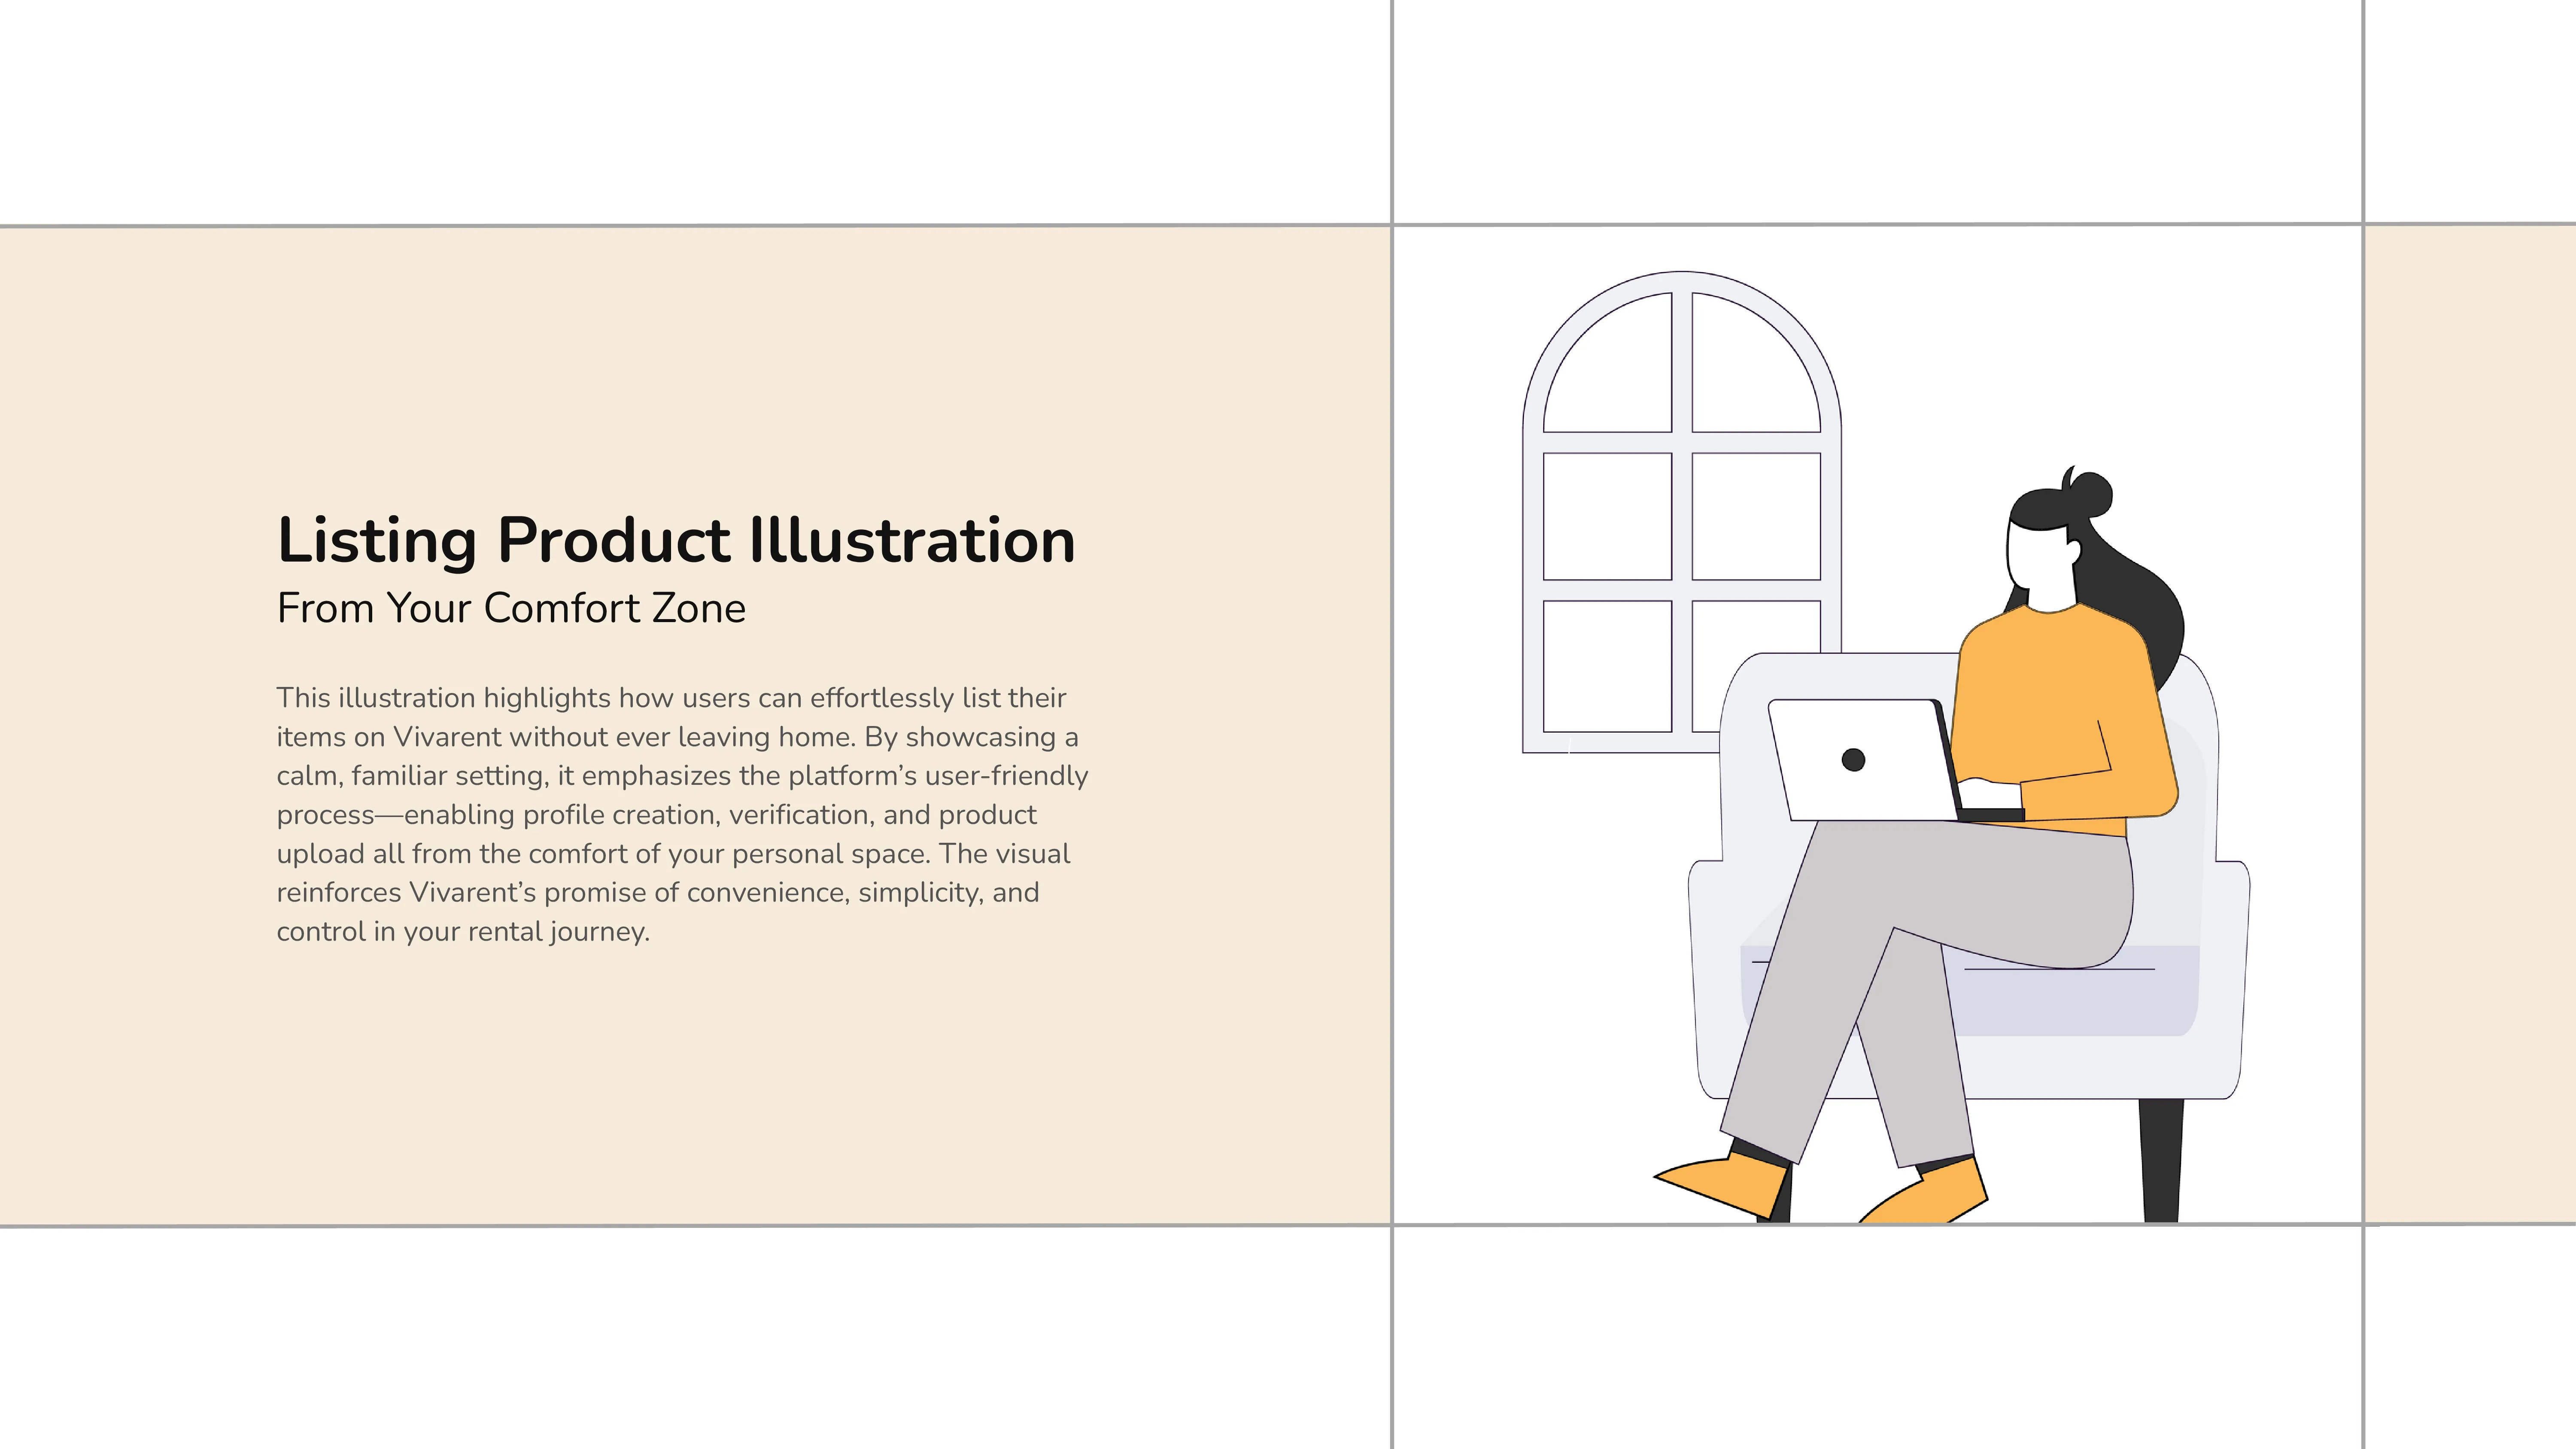 Listing Product Illustration
From Your Comfort Zone
This illustration highlights how users can effortlessly list their
items on Vivarent without ever leaving home. By showcasing a
calm, familiar setting, it emphasizes the platform’s user-friendly
process—enabling profile creation, verification, and product
upload all from the comfort of your personal space. The visual
reinforces Vivarent’s promise of convenience, simplicity, and
control in your rental journey.